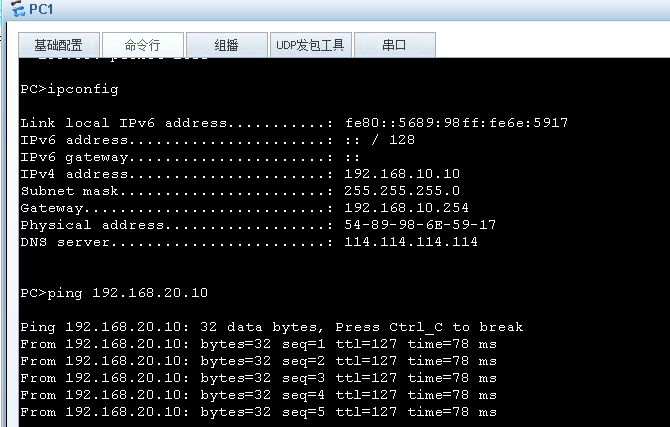 PC1
基础配置 命令行 组播 UDP发包工具 串口
PC>ipconfig
Link local IPv6 address...........: fe80::5689:98ff:fe6e:5917
IPv6 address......................: :: / 128
IPv6 gateway......................: ::
IPv4 address......................: 192.168.10.10
Subnet mask.......................: 255.255.255.0
Gateway...........................: 192.168.10.254
Physical address..................: 54-89-98-6E-59-17
DNS server........................: 114.114.114.114
PC>ping 192.168.20.10
Ping 192.168.20.10: 32 data bytes, Press Ctrl_C to break
From 192.168.20.10: bytes=32 seq=1 ttl=127 time=78 ms
From 192.168.20.10: bytes=32 seq=2 ttl=127 time=78 ms
From 192.168.20.10: bytes=32 seq=3 ttl=127 time=78 ms
From 192.168.20.10: bytes=32 seq=4 ttl=127 time=78 ms
From 192.168.20.10: bytes=32 seq=5 ttl=127 time=78 ms